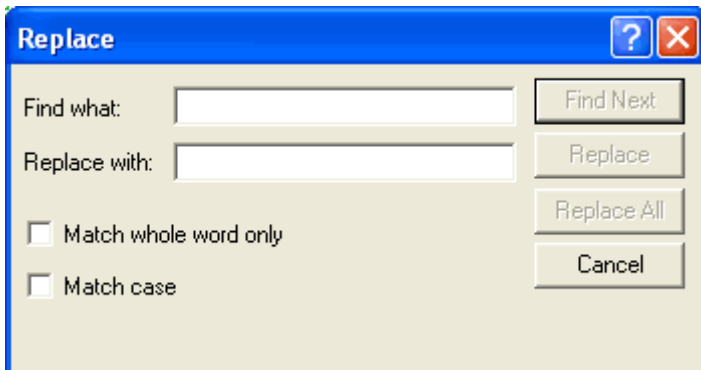 Replace
Find what:
Find Next
Replace with:
Replace
Replace All
Match whole word only
Cancel
Match case